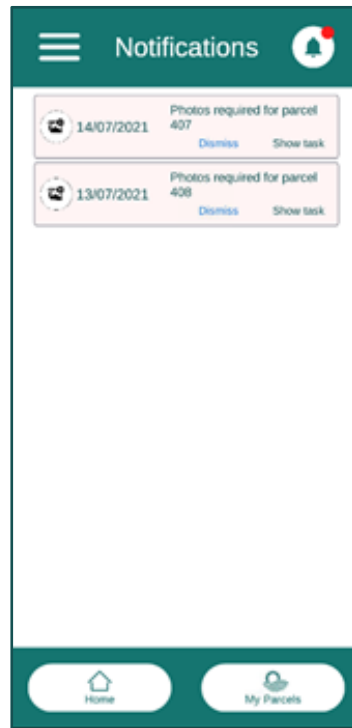 Notifications
14/07/2021
Photos required for parcel
407
Dismiss Show task
13/07/2021
Photos required for parcel
408
Dismiss Show task
Home
My Parcels